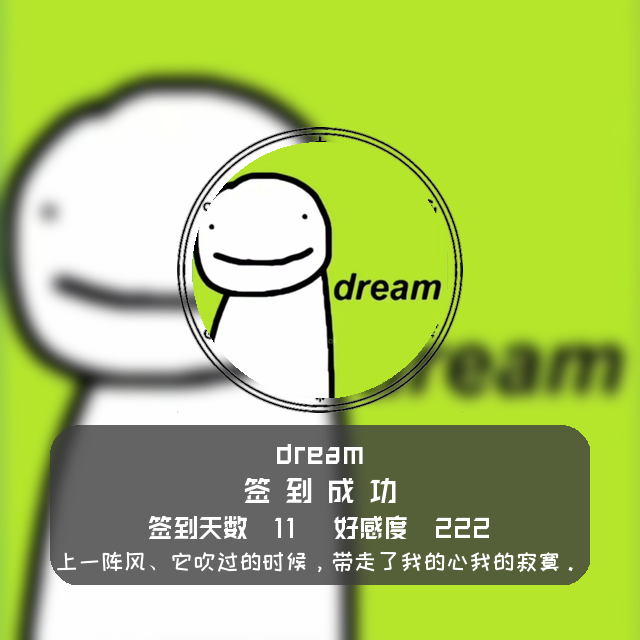 dream
dream
dream
签到成功
签到天数 11 好感度 222
上一阵风、它吹过的时候，带走了我的心我的寂寞.